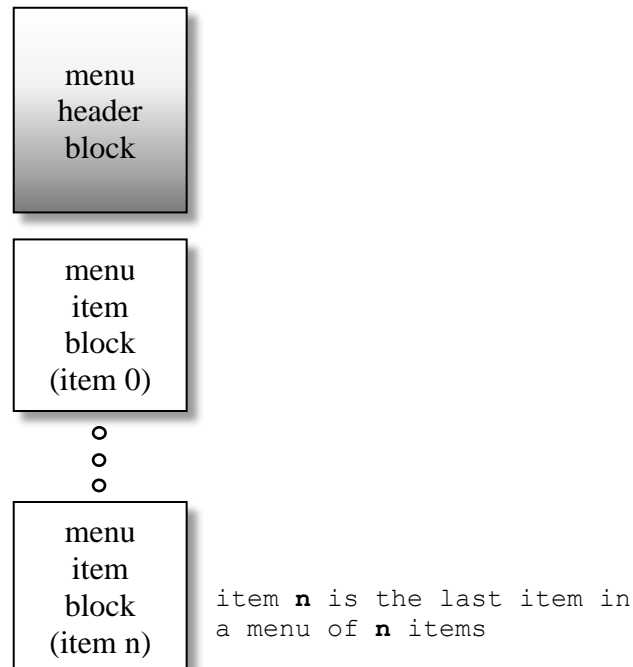 menu
header
block
menu
item
block
(item 0)
menu
item
block
(item n)
item n is the last item in
a menu of n items